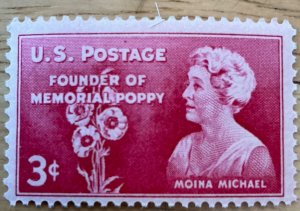 U.S. POSTAGE
FOUNDER OF
MEMORIAL POPPY
3¢
MOINA MICHAEL